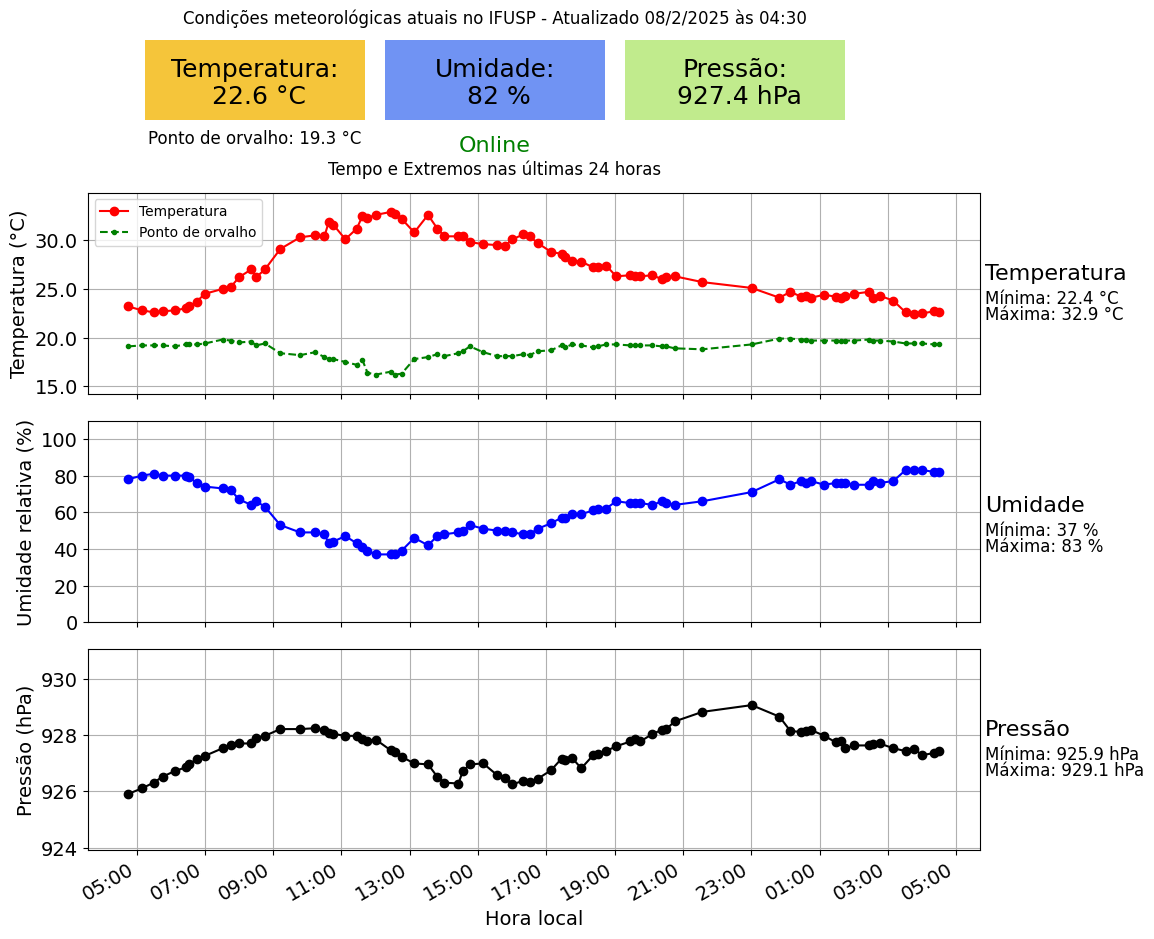 Condições meteorológicas atuais no IFUSP - Atualizado 08/2/2025 às 04:30
Temperatura:
22.6 °C
Umidade:
82 %
Pressão:
927.4 hPa
Ponto de orvalho: 19.3 °C
Online
Tempo e Extremos nas últimas 24 horas
Temperatura (°C)
30.0
25.0
20.0
15.0
Temperatura
Ponto de orvalho
Temperatura
Mínima: 22.4 °C
Máxima: 32.9 °C
Umidade relativa (%)
100
80
60
40
20
0
Umidade
Mínima: 37 %
Máxima: 83 %
Pressão (hPa)
930
928
926
924
Pressão
Mínima: 925.9 hPa
Máxima: 929.1 hPa
05:00 07:00 09:00 11:00 13:00 15:00 17:00 19:00 21:00 23:00 01:00 03:00 05:00
Hora local